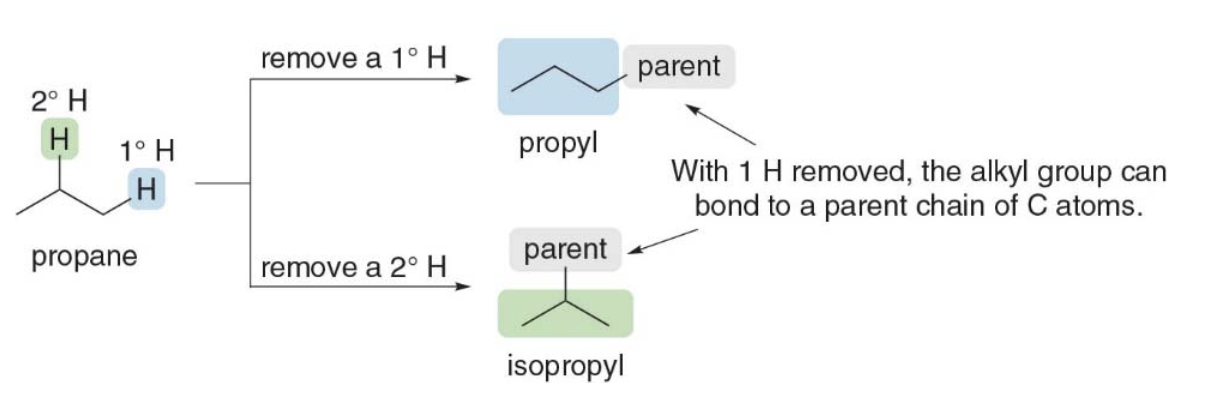 2° H
H
1° H
H
propane
remove a 1° H
parent
propyl
With 1 H removed, the alkyl group can
bond to a parent chain of C atoms.
remove a 2° H
parent
isopropyl